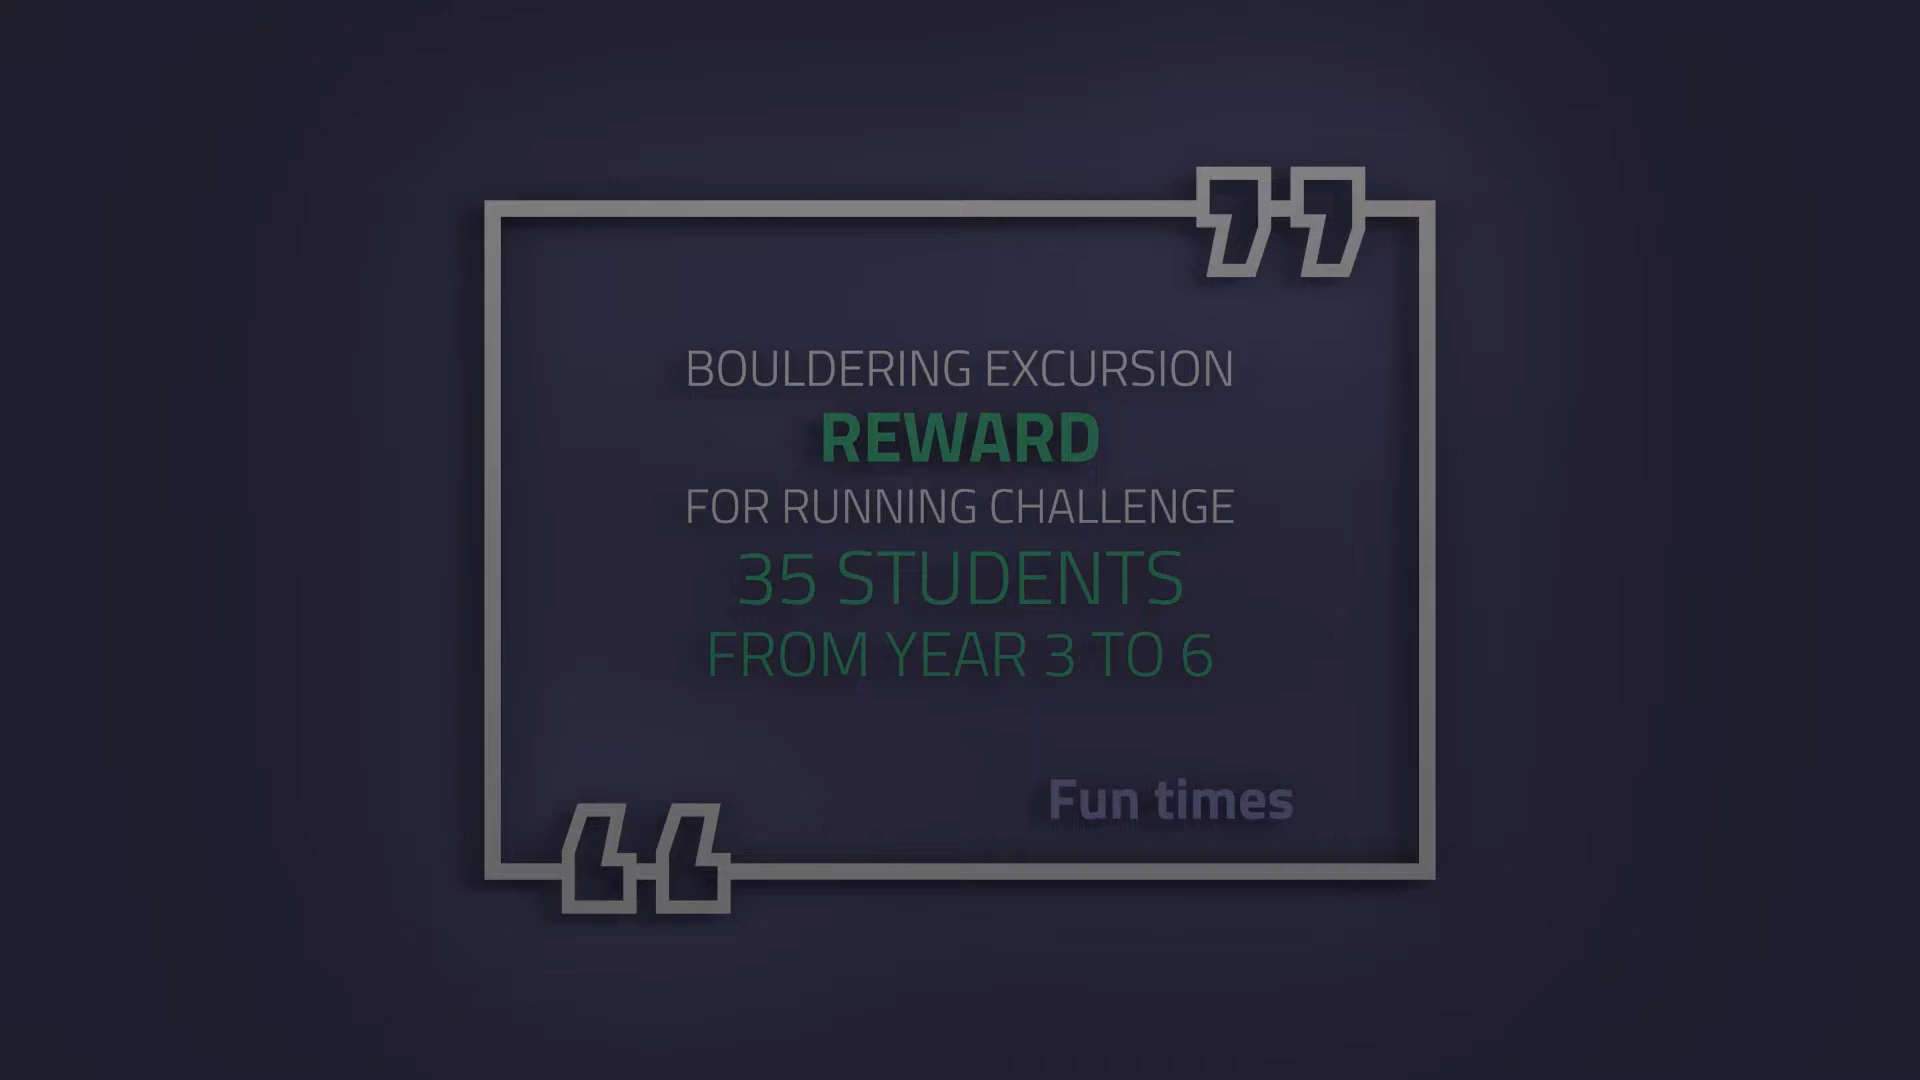 BOULDERING EXCURSION
REWARD
FOR RUNNING CHALLENGE
35 STUDENTS
FROM YEAR 3 TO 6
Fun times